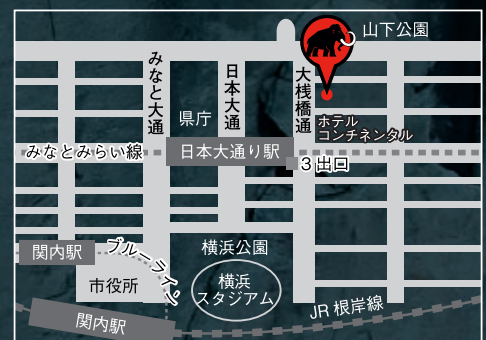 山下公園
みなと大通
日本大通
大桟橋通
県庁
ホテル
コンチネンタル
みなとみらい線
日本大通り駅
3出口
関内駅
ブルーライン
横浜公園
市役所
横浜
スタジアム
JR根岸線
関内駅